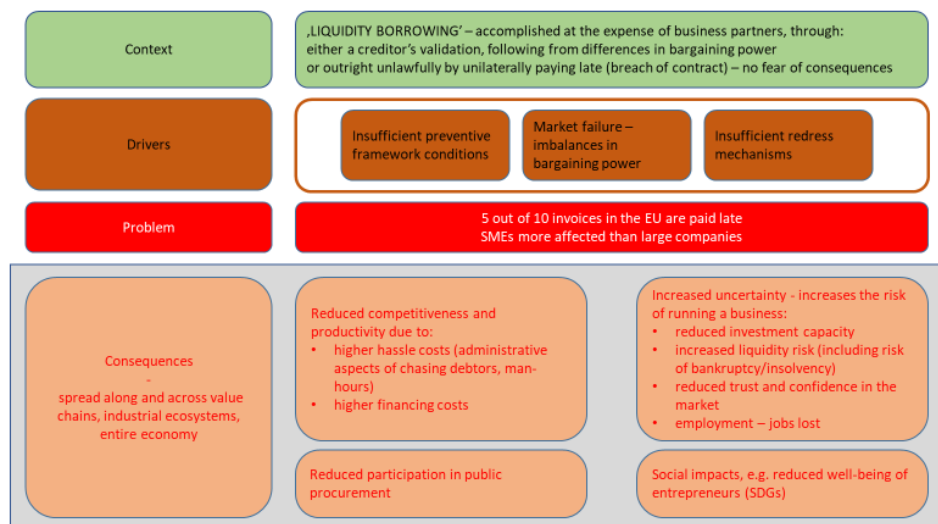 Context
‚LIQUIDITY BORROWING’ – accomplished at the expense of business partners, through:
either a creditor’s validation, following from differences in bargaining power
or outright unlawfully by unilaterally paying late (breach of contract) – no fear of consequences
Drivers
Insufficient preventive
framework conditions
Market failure –
imbalances in
bargaining power
Insufficient redress
mechanisms
Problem
5 out of 10 invoices in the EU are paid late
SMEs more affected than large companies
Consequences
-
spread along and across value
chains, industrial ecosystems,
entire economy
Reduced competitiveness and
productivity due to:
• higher hassle costs (administrative
aspects of chasing debtors, man-
hours)
• higher financing costs
Increased uncertainty - increases the risk
of running a business:
• reduced investment capacity
• increased liquidity risk (including risk
of bankruptcy/insolvency)
• reduced trust and confidence in the
market
• employment – jobs lost
Reduced participation in public
procurement
Social impacts, e.g. reduced well-being of
entrepreneurs (SDGs)